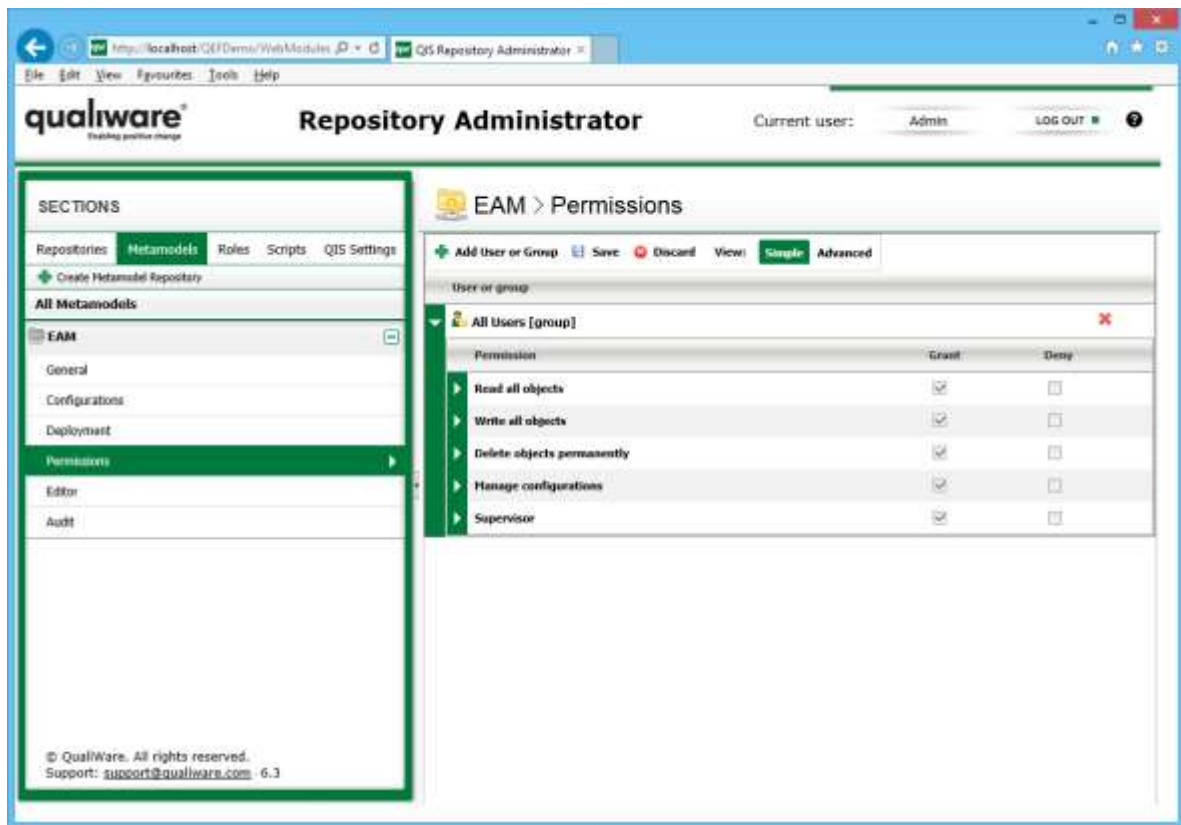 http://localhost/QEFDemo/WebModules
QIS Repository Administrator
File Edit View Favourites Tools Help
qualiware®
Enabling positive change
Repository Administrator
Current user:
Admin
LOG OUT
SECTIONS
Repositories Metamodels Roles Scripts QIS Settings
Create Metamodel Repository
All Metamodels
EAM
General
Configurations
Deployment
Permissions
Editor
Audit
© QualiWare. All rights reserved.
Support: support@qualiware.com 6.3
EAM > Permissions
Add User or Group Save Discard View: Simple Advanced
User or group
All Users [group]
Permission Grant Deny
Read all objects
Write all objects
Delete objects permanently
Manage configurations
Supervisor